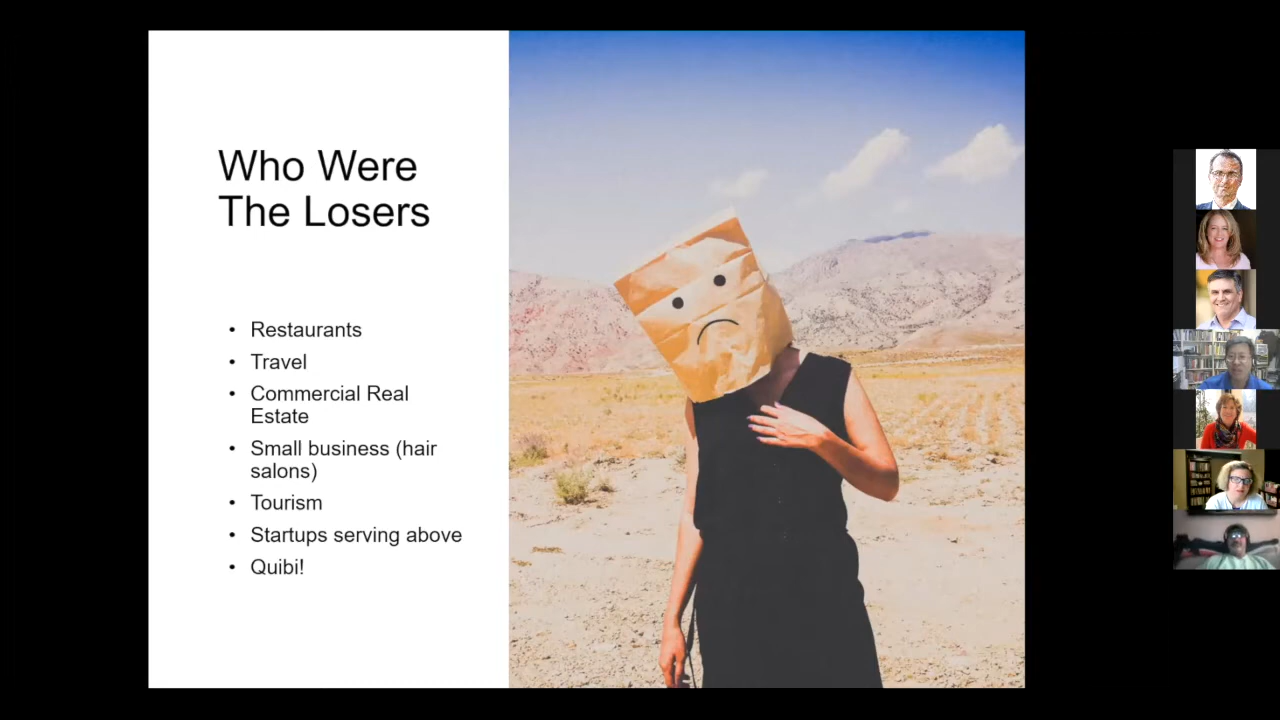 Who Were
The Losers
• Restaurants
• Travel
• Commercial Real
Estate
• Small business (hair
salons)
• Tourism
• Startups serving above
• Quibi!